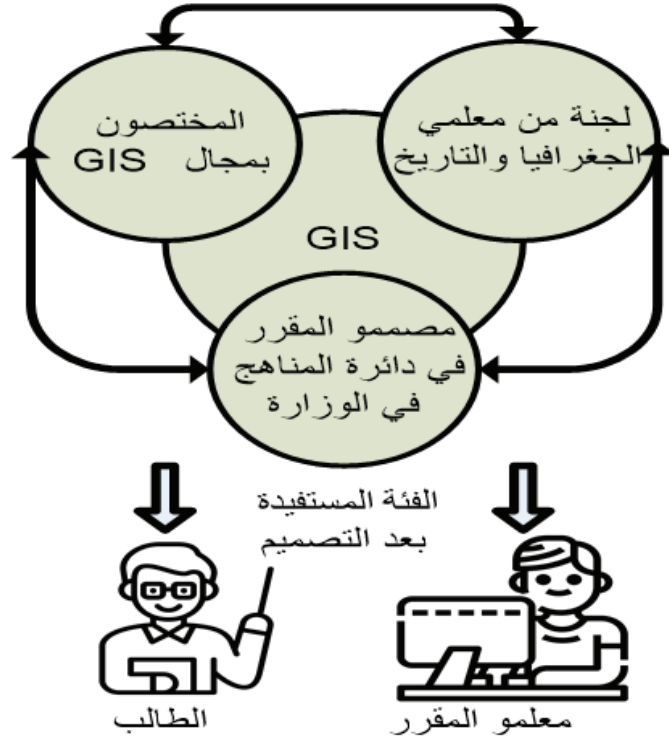 المختصون
بمجال GIS
لجنة من معلمي
الجغرافيا والتاريخ
GIS
مصممو المقرر
في دائرة المناهج
في الوزارة
الفئة المستفيدة
بعد التصميم
الطالب
معلمو المقرر